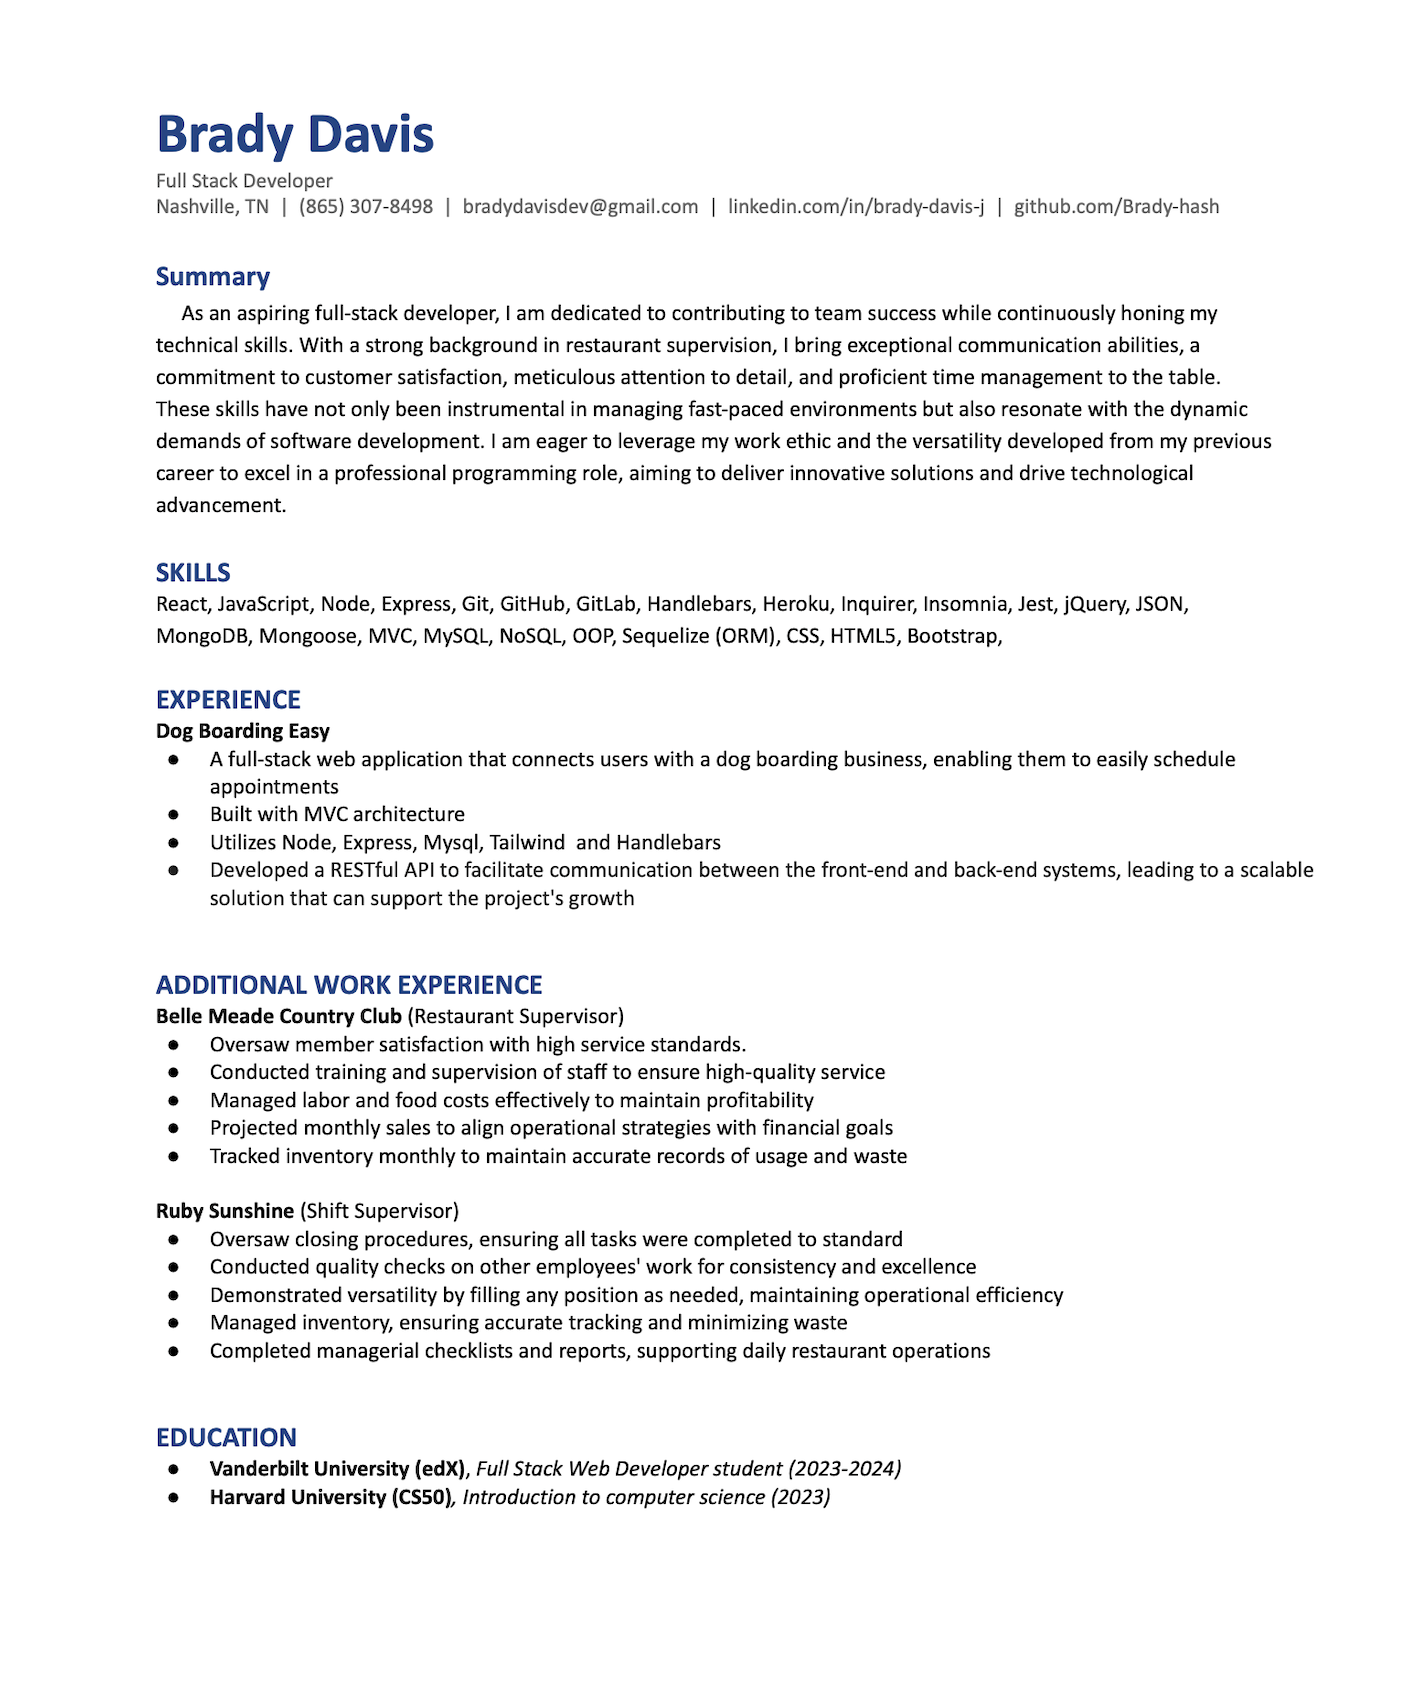 Brady Davis
Full Stack Developer
Nashville, TN | (865) 307-8498 | bradydavisdev@gmail.com | linkedin.com/in/brady-davis-j | github.com/Brady-hash
Summary
As an aspiring full-stack developer, I am dedicated to contributing to team success while continuously honing my
technical skills. With a strong background in restaurant supervision, I bring exceptional communication abilities, a
commitment to customer satisfaction, meticulous attention to detail, and proficient time management to the table.
These skills have not only been instrumental in managing fast-paced environments but also resonate with the dynamic
demands of software development. I am eager to leverage my work ethic and the versatility developed from my previous
career to excel in a professional programming role, aiming to deliver innovative solutions and drive technological
advancement.
SKILLS
React, JavaScript, Node, Express, Git, GitHub, GitLab, Handlebars, Heroku, Inquirer, Insomnia, Jest, jQuery, JSON,
MongoDB, Mongoose, MVC, MySQL, NoSQL, OOP, Sequelize (ORM), CSS, HTML5, Bootstrap,
EXPERIENCE
Dog Boarding Easy
● A full-stack web application that connects users with a dog boarding business, enabling them to easily schedule
appointments
● Built with MVC architecture
● Utilizes Node, Express, Mysql, Tailwind  and Handlebars
● Developed a RESTful API to facilitate communication between the front-end and back-end systems, leading to a scalable
solution that can support the project's growth
ADDITIONAL WORK EXPERIENCE
Belle Meade Country Club (Restaurant Supervisor)
● Oversaw member satisfaction with high service standards.
● Conducted training and supervision of staff to ensure high-quality service
● Managed labor and food costs effectively to maintain profitability
● Projected monthly sales to align operational strategies with financial goals
● Tracked inventory monthly to maintain accurate records of usage and waste
Ruby Sunshine (Shift Supervisor)
● Oversaw closing procedures, ensuring all tasks were completed to standard
● Conducted quality checks on other employees' work for consistency and excellence
● Demonstrated versatility by filling any position as needed, maintaining operational efficiency
● Managed inventory, ensuring accurate tracking and minimizing waste
● Completed managerial checklists and reports, supporting daily restaurant operations
EDUCATION
● Vanderbilt University (edX), Full Stack Web Developer student (2023-2024)
● Harvard University (CS50), Introduction to computer science (2023)